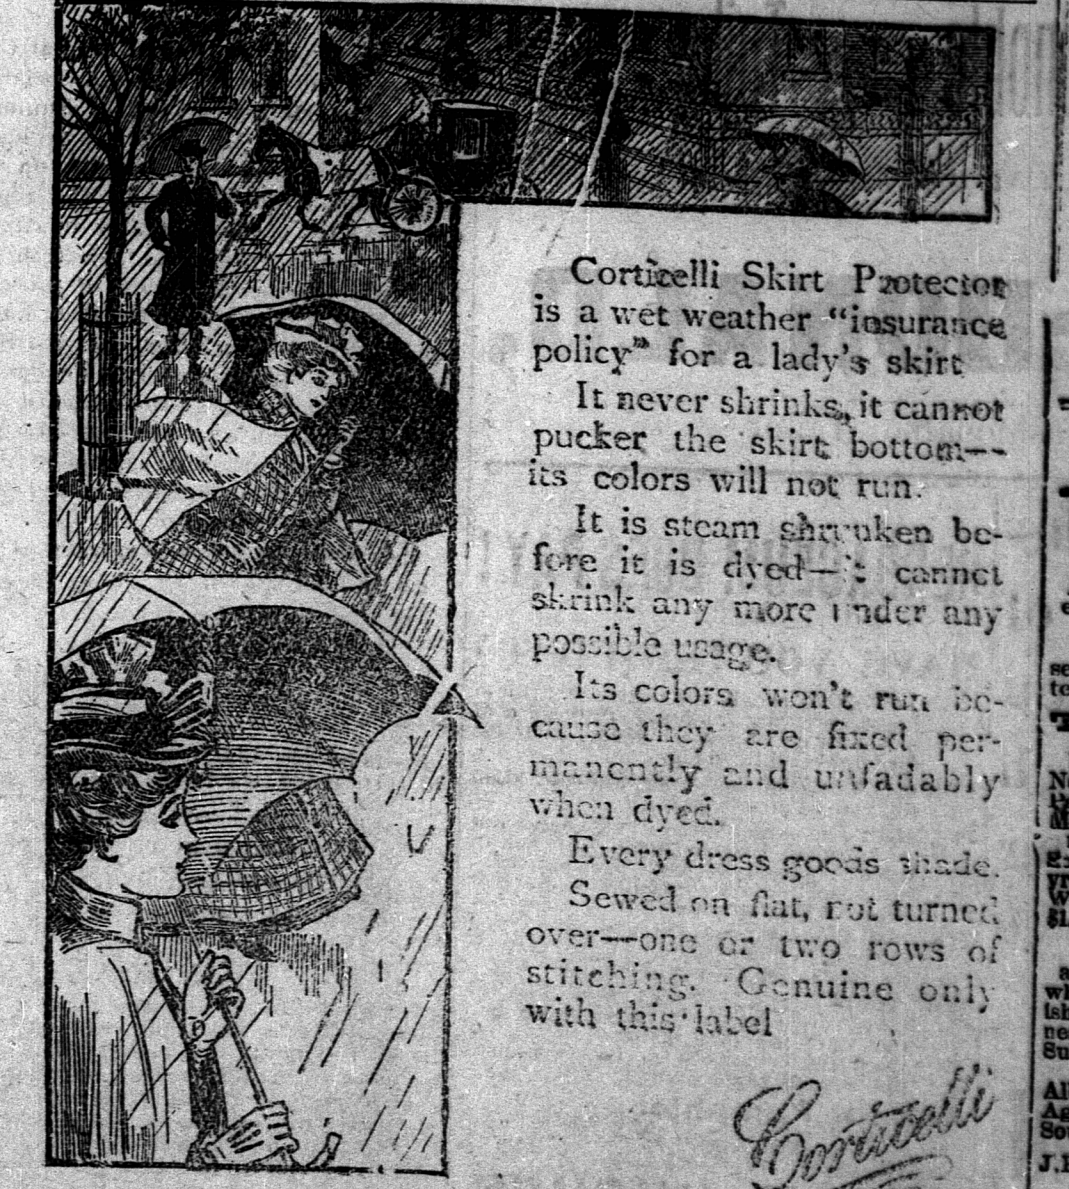 Corticelli Skirt Protector
is a wet weather "insurance
policy" for a lady's skirt
It never shrinks, it cannot
pucker the skirt bottom--
its colors will not run.
It is steam shrunken be-
fore it is dyed—it cannot
shrink any more under any
possible usage.
Its colors won't run be-
cause they are fixed per-
manently and unfadably
when dyed.
Every dress goods shade.
Sewed on flat, not turned
over—one or two rows of
stitching. Genuine only
with this label
Corticelli